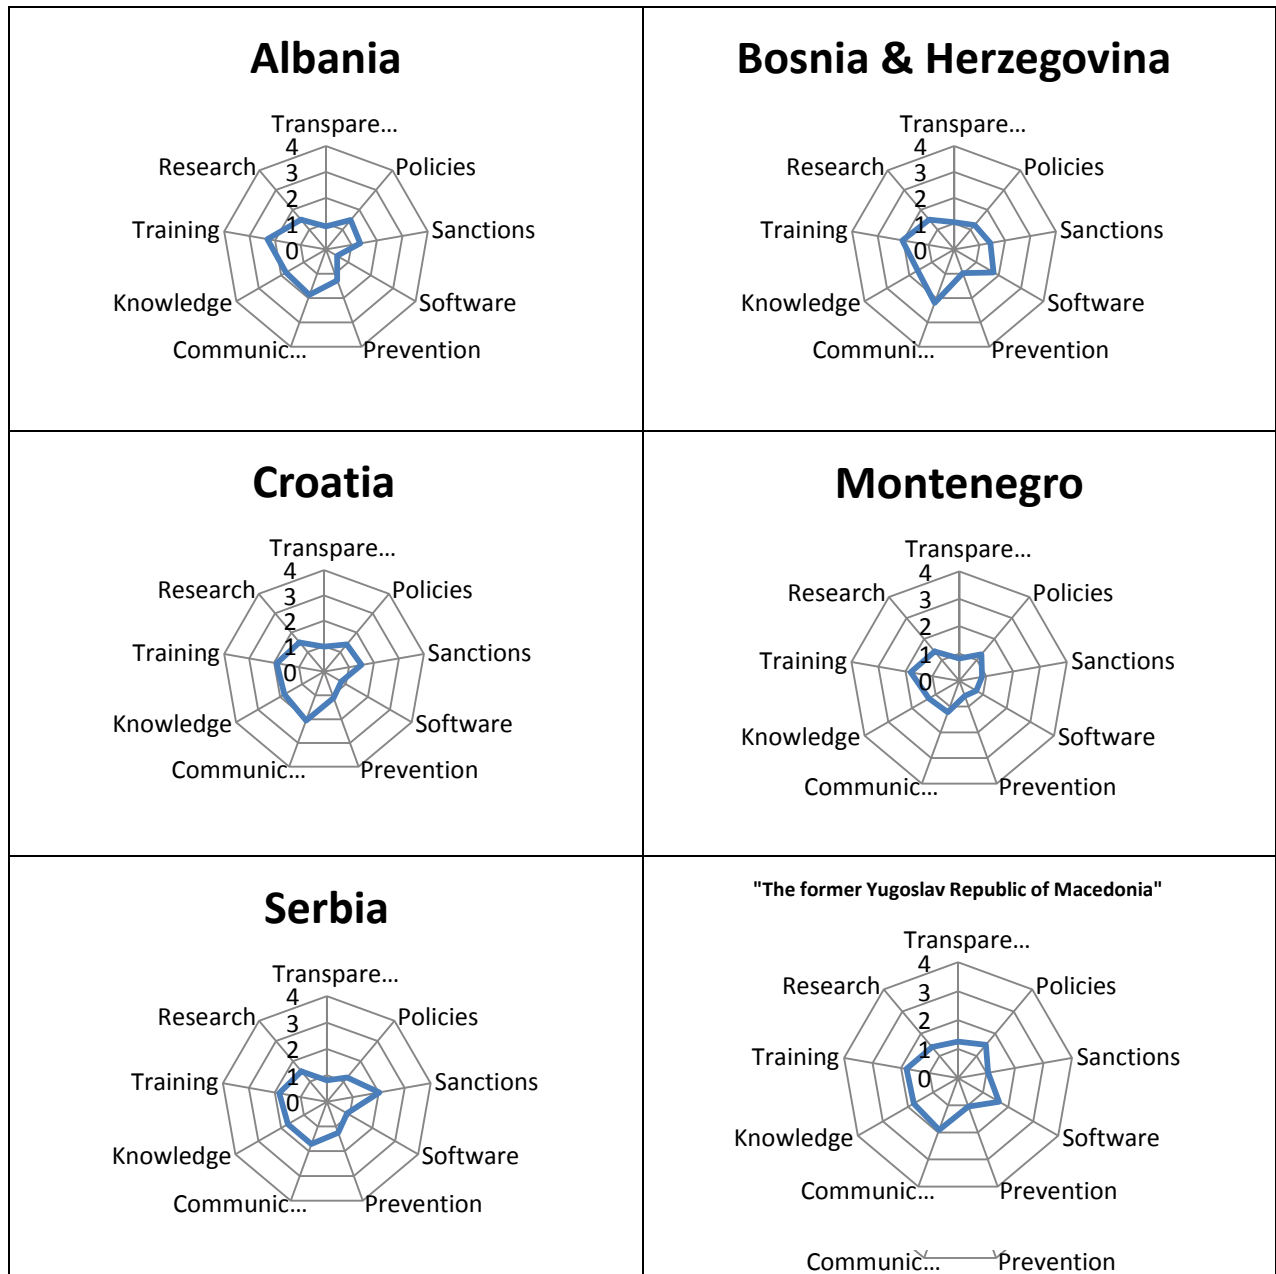 Albania
Transpare...
Policies
Sanctions
Software
Prevention
Communic...
Knowledge
Training
Research
4
3
2
1
0
Bosnia & Herzegovina
Transpare...
Policies
Sanctions
Software
Prevention
Communi...
Knowledge
Training
Research
4
3
2
1
0
Croatia
Transpare...
Policies
Sanctions
Software
Prevention
Communic...
Knowledge
Training
Research
4
3
2
1
0
Montenegro
Transpare...
Policies
Sanctions
Software
Prevention
Communic...
Knowledge
Training
Research
4
3
2
1
0
Serbia
Transpare...
Policies
Sanctions
Software
Prevention
Communic...
Knowledge
Training
Research
4
3
2
1
0
"The former Yugoslav Republic of Macedonia"
Transpare...
Policies
Sanctions
Software
Prevention
Communic...
Knowledge
Training
Research
4
3
2
1
0
Communic...
Prevention